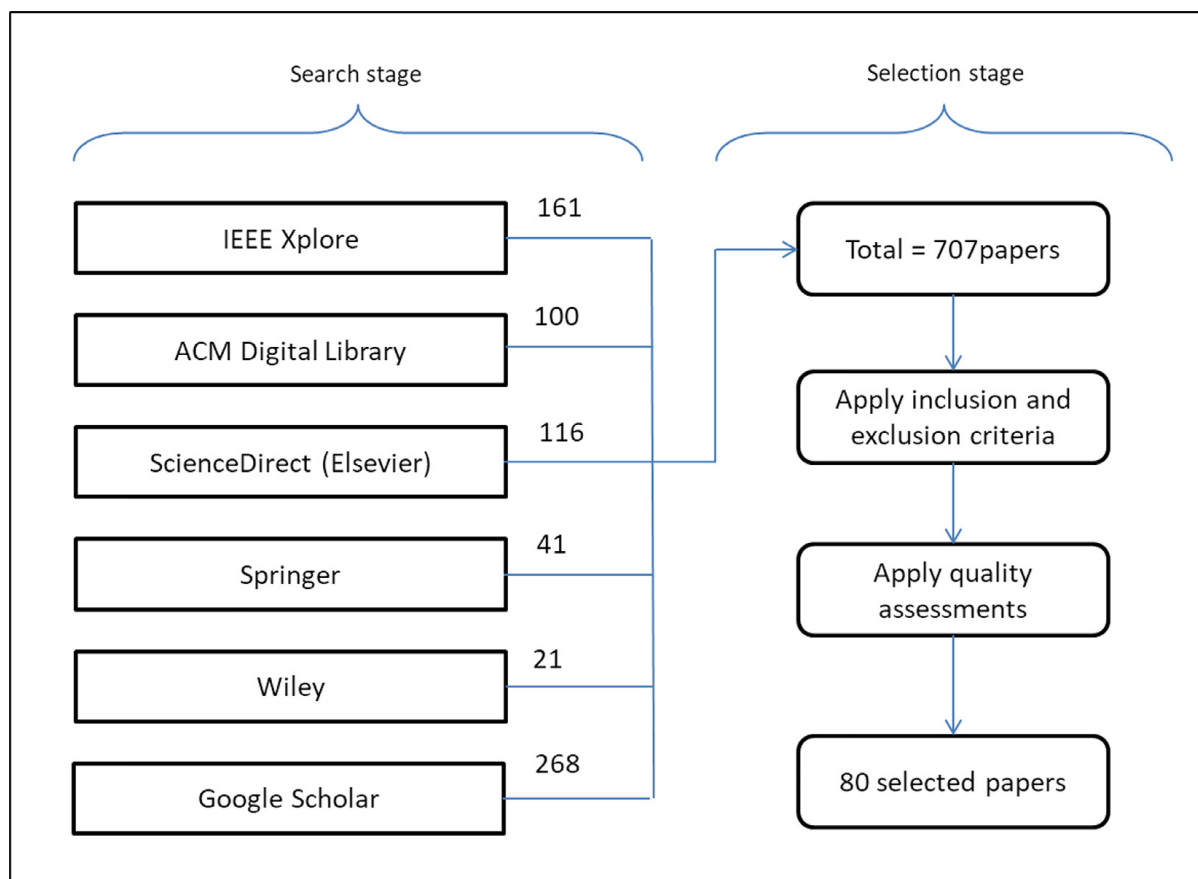 Search stage
Selection stage
IEEE Xplore
161
ACM Digital Library
100
ScienceDirect (Elsevier)
116
Springer
41
Wiley
21
Google Scholar
268
Total = 707papers
Apply inclusion and
exclusion criteria
Apply quality
assessments
80 selected papers